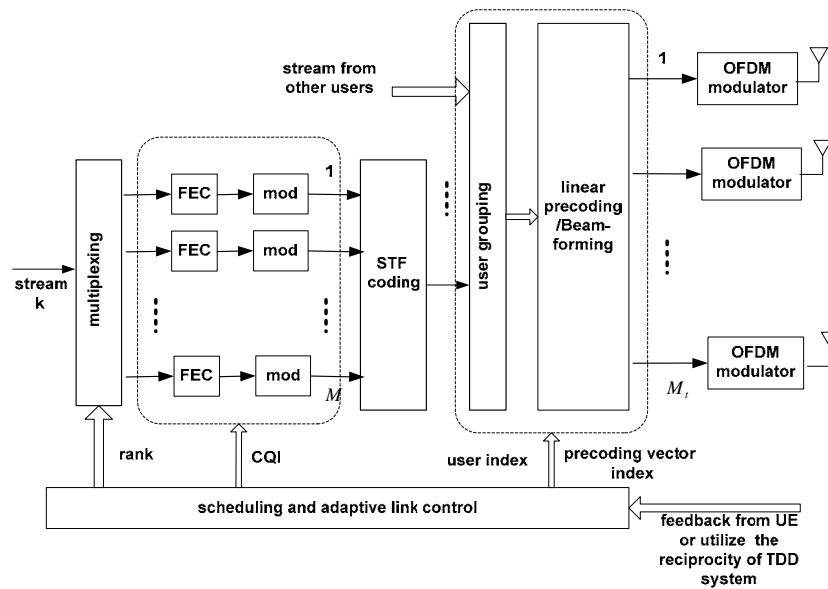 stream from
other users
1
OFDM
modulator
OFDM
modulator
OFDM
modulator
M_t
stream
k
multiplexing
FEC
mod
1
FEC
mod
FEC
mod
M
STF
coding
user grouping
linear
precoding
/Beam-
forming
rank
CQI
user index
precoding vector
index
scheduling and adaptive link control
feedback from UE
or utilize the
reciprocity of TDD
system